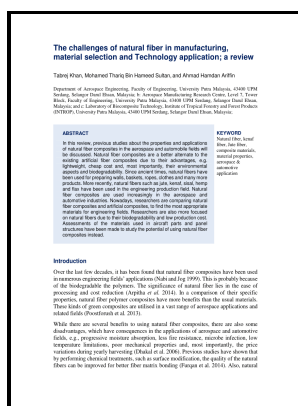 The challenges of natural fiber in manufacturing,
material selection and Technology application; a review
Tabrej Khan, Mohamed Thariq Bin Hameed Sultan, and Ahmad Hamdan Ariffin
Department of Aerospace Engineering, Faculty of Engineering, University Putra Malaysia, 43400 UPM
Serdang, Selangor Darul Ehsan, Malaysia; b: Aerospace Manufacturing Research Centre, Level 7, Tower
Block, Faculty of Engineering, University Putra Malaysia, 43400 UPM Serdang, Selangor Darul Ehsan,
Malaysia; and c: Laboratory of Biocomposite Technology, Institute of Tropical Forestry and Forest Products
(INTROP), University Putra Malaysia, 43400 UPM Serdang, Selangor Darul Ehsan, Malaysia;
ABSTRACT
In this review, previous studies about the properties and applications
of natural fiber composites in the aerospace and automotive fields will
be discussed. Natural fiber composites are a better alternate to the
existing artificial fiber composites due to their advantages, e.g.
lightweight, cheap cost and, most importantly, their environments
aspects and biodegradability. Since ancient times, natural fibers have
been used for preparing walls, baskets, ropes, clothes and many more
products. More recently, natural fibers such as jute, kenaf, sisal, hemp
and flax have been used in the engineering production field. Natural
fiber composites are used increasingly in the aerospace and
automotive industries. Nowadays, researchers are comparing natural
fiber composites and artificial composites, to find the most appropriate
materials for engineering fields. Researchers are also more focused
on natural fibers due to their biodegradability and low production cost.
Assessments of the materials used in aircraft parts and panel
structures have been made to study the potential of using natural fiber
composites instead.
KEYWORD
Natural fiber, kenaf
fiber, Jute fiber,
composite materials,
material properties,
aerospace &
automotive
application
Introduction
Over the last few decades, it has been found that natural fiber composites have been used
in numerous engineering fields' applications (Nabi and Jog 1999). This is probably because
of the biodegradable the polymers. The significance of natural fiber lies in the ease of
processing and cost reduction (Arpitha et al. 2014). In a comparison of their specific
properties, natural fiber polymer composites have more benefits than the usual materials.
These kinds of green composites are utilised in a vast range of aerospace applications and
related fields (Poostforush et al. 2013).
While there are several benefits to using natural fiber composites, there are also some
disadvantages, which have consequences in the applications of aerospace and automotive
fields, e.g., progressive moisture absorption, less fire resistance, microbe infection, low
temperature limitations, poor mechanical properties and, most importantly, the price
variations during yearly harvesting (Dhakal et al. 2006). Previous studies have shown that
by performing chemical treatments, such as surface modification, the quality of the natural
fibers can be improved for better fiber matrix bonding (Furqan et al. 2014). Also, natural